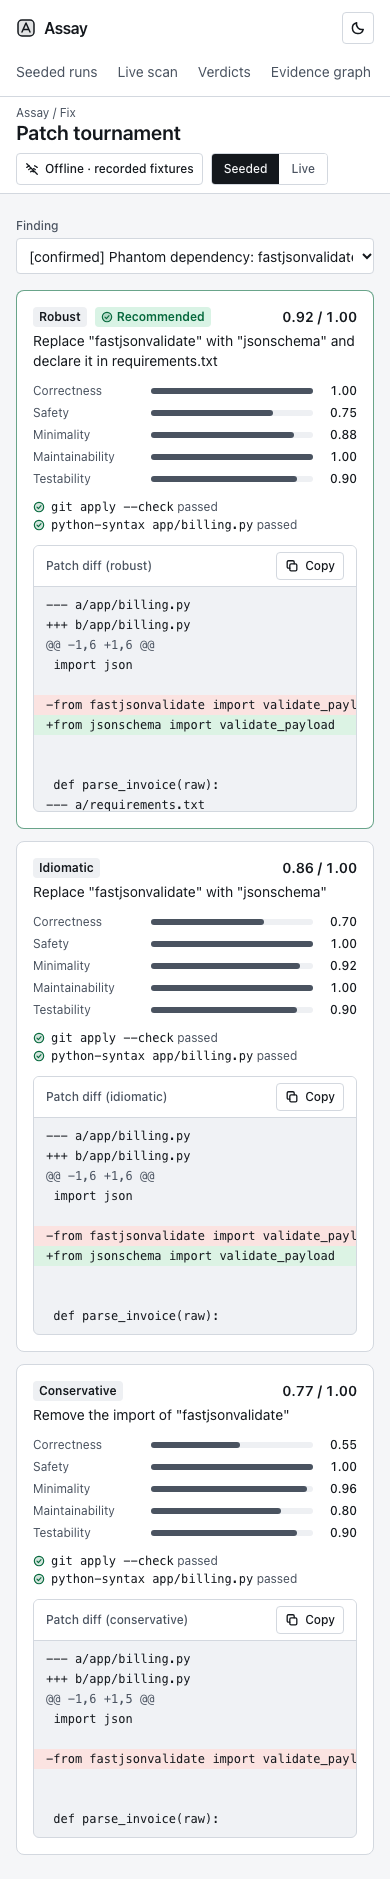 Assay
Seeded runs Live scan Verdicts Evidence graph
Assay / Fix
Patch tournament
Offline · recorded fixtures Seeded Live
Finding
[confirmed] Phantom dependency: fastjsonvalidate
Robust Recommended 0.92 / 1.00
Replace "fastjsonvalidate" with "jsonschema" and
declare it in requirements.txt
Correctness 1.00
Safety 0.75
Minimality 0.88
Maintainability 1.00
Testability 0.90
git apply --check passed
python-syntax app/billing.py passed
Patch diff (robust) Copy
--- a/app/billing.py
+++ b/app/billing.py
@@ -1,6 +1,6 @@
import json
-from fastjsonvalidate import validate_payl
+from jsonschema import validate_payload
def parse_invoice(raw):
--- a/requirements.txt
Idiomatic 0.86 / 1.00
Replace "fastjsonvalidate" with "jsonschema"
Correctness 0.70
Safety 1.00
Minimality 0.92
Maintainability 1.00
Testability 0.90
git apply --check passed
python-syntax app/billing.py passed
Patch diff (idiomatic) Copy
--- a/app/billing.py
+++ b/app/billing.py
@@ -1,6 +1,6 @@
import json
-from fastjsonvalidate import validate_payl
+from jsonschema import validate_payload
def parse_invoice(raw):
Conservative 0.77 / 1.00
Remove the import of "fastjsonvalidate"
Correctness 0.55
Safety 1.00
Minimality 0.96
Maintainability 0.80
Testability 0.90
git apply --check passed
python-syntax app/billing.py passed
Patch diff (conservative) Copy
--- a/app/billing.py
+++ b/app/billing.py
@@ -1,6 +1,5 @@
import json
-from fastjsonvalidate import validate_payl
def parse_invoice(raw):